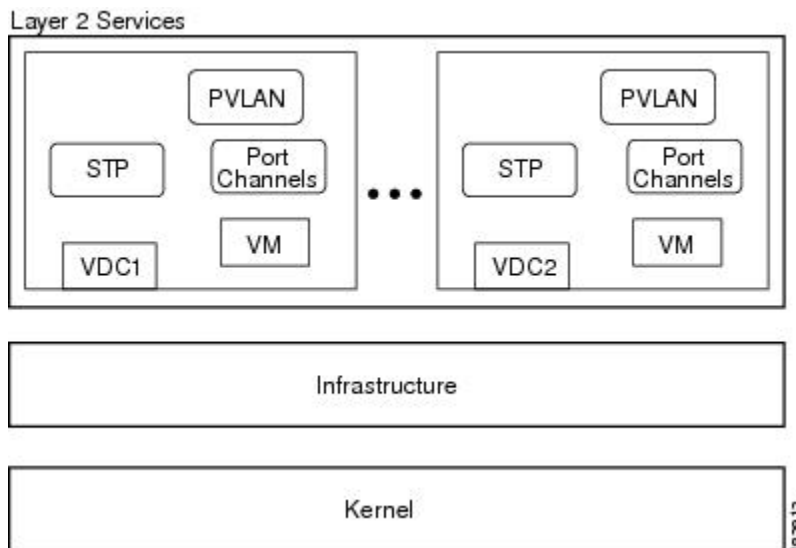 Layer 2 Services
PVLAN
STP
Port
Channels
VM
VDC1
•••
PVLAN
STP
Port
Channels
VM
VDC2
Infrastructure
Kernel